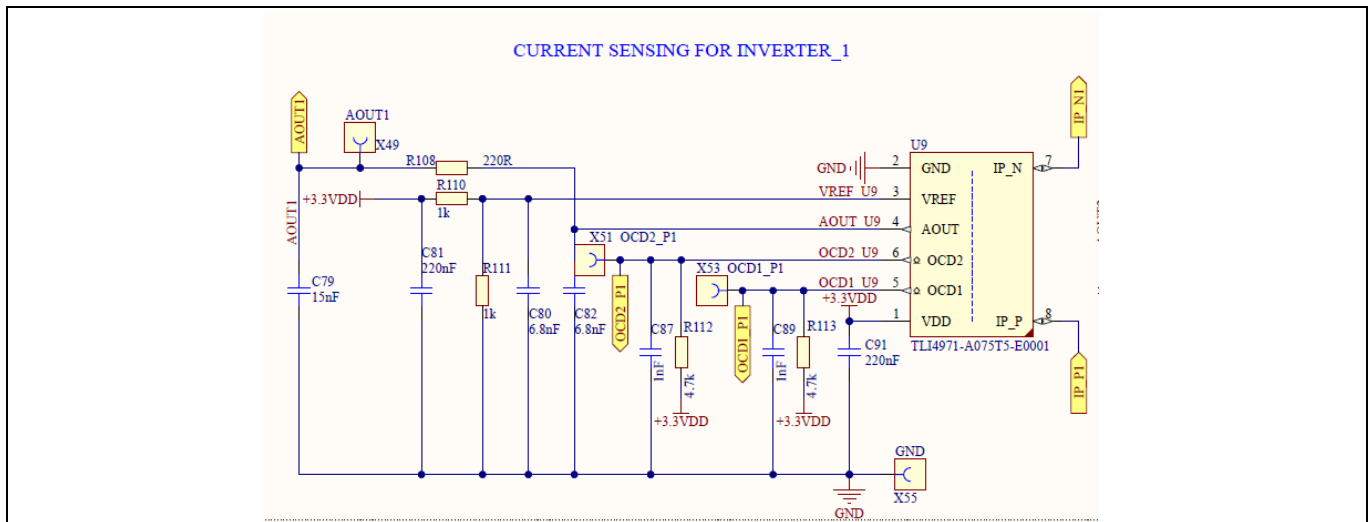 CURRENT SENSING FOR INVERTER_1
AOUT1
AOUT1
X49
R108
220R
R110
1k
+3.3VDD
AOUT1
C79
15nF
C81
220nF
R111
1k
C80
6.8nF
C82
6.8nF
X51 OCD2_P1
OCD2_P1
C87
1nF
R112
4.7k
+3.3VDD
X53 OCD1_P1
OCD1_P1
C89
1nF
R113
4.7k
+3.3VDD
GND
VREF_U9
AOUT_U9
OCD2_U9
OCD1_U9
+3.3VDD
C91
220nF
U9
2 GND
3 VREF
4 AOUT
6 OCD2
5 OCD1
1 VDD
IP_N 7
IP_P 8
TLI4971-A075T5-E0001
IP_N1
IP_P1
GND
X55
GND